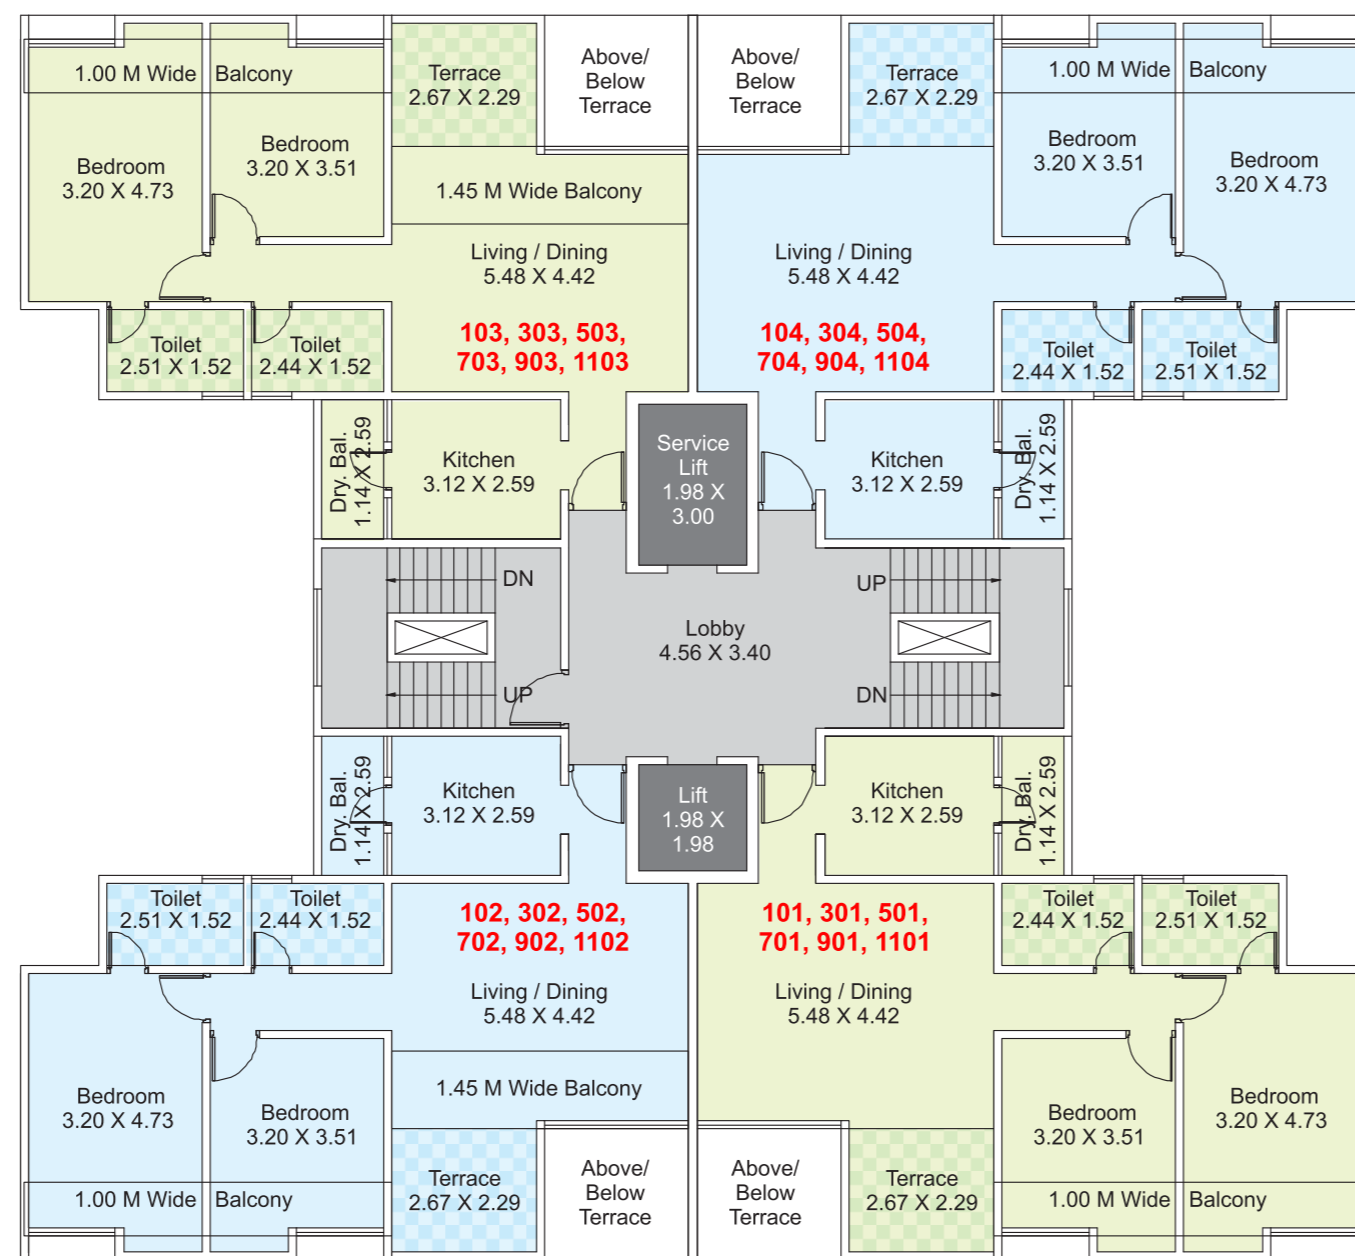 1.00 M Wide Balcony
Terrace
2.67 X 2.29
Above/
Below
Terrace
Above/
Below
Terrace
Terrace
2.67 X 2.29
1.00 M Wide Balcony
Bedroom
3.20 X 4.73
Bedroom
3.20 X 3.51
1.45 M Wide Balcony
Bedroom
3.20 X 3.51
Bedroom
3.20 X 4.73
Living / Dining
5.48 X 4.42
Living / Dining
5.48 X 4.42
103, 303, 503,
703, 903, 1103
104, 304, 504,
704, 904, 1104
Toilet
2.51 X 1.52
Toilet
2.44 X 1.52
Toilet
2.44 X 1.52
Toilet
2.51 X 1.52
Dry. Bal.
1.14 X 2.59
Kitchen
3.12 X 2.59
Service
Lift
1.98 X
3.00
Kitchen
3.12 X 2.59
Dry. Bal.
1.14 X 2.59
DN
UP
Lobby
4.56 X 3.40
UP
DN
Dry. Bal.
1.14 X 2.59
Kitchen
3.12 X 2.59
Lift
1.98 X
1.98
Kitchen
3.12 X 2.59
Dry. Bal.
1.14 X 2.59
Toilet
2.51 X 1.52
Toilet
2.44 X 1.52
102, 302, 502,
702, 902, 1102
101, 301, 501,
701, 901, 1101
Toilet
2.44 X 1.52
Toilet
2.51 X 1.52
Living / Dining
5.48 X 4.42
Living / Dining
5.48 X 4.42
Bedroom
3.20 X 4.73
Bedroom
3.20 X 3.51
1.45 M Wide Balcony
Bedroom
3.20 X 3.51
Bedroom
3.20 X 4.73
1.00 M Wide Balcony
Terrace
2.67 X 2.29
Above/
Below
Terrace
Above/
Below
Terrace
Terrace
2.67 X 2.29
1.00 M Wide Balcony